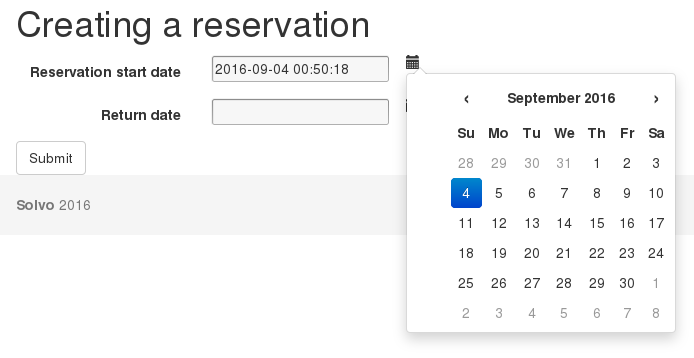 Creating a reservation
Reservation start date 2016-09-04 00:50:18
Return date
Submit
Solvo 2016
‹ September 2016 ›
Su Mo Tu We Th Fr Sa
28 29 30 31 1 2 3
4 5 6 7 8 9 10
11 12 13 14 15 16 17
18 19 20 21 22 23 24
25 26 27 28 29 30 1
2 3 4 5 6 7 8